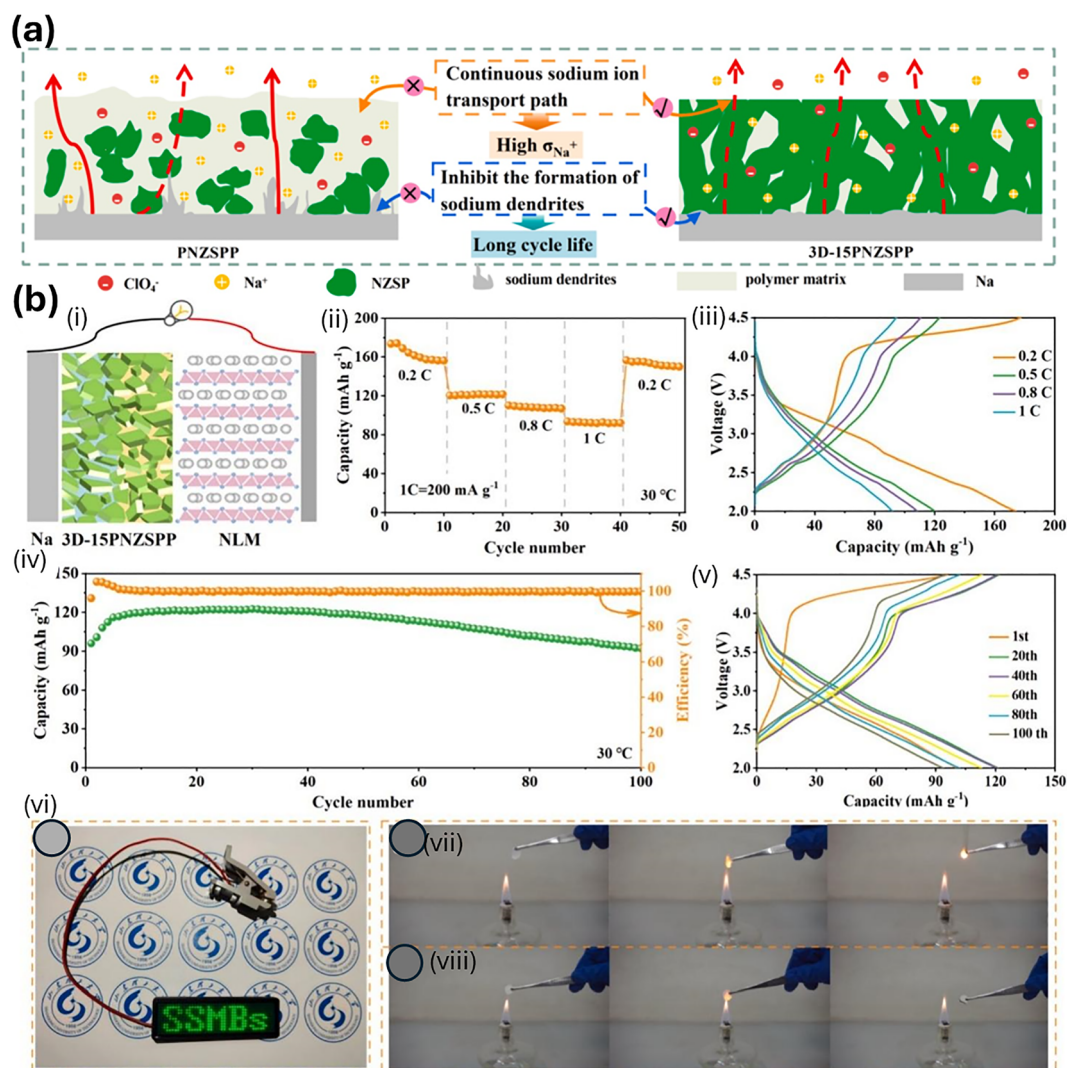 (a)
Continuous sodium ion
transport path
High σNa⁺
Inhibit the formation of
sodium dendrites
Long cycle life
PNZSPP
3D-15PNZSPP
ClO₄⁻
Na⁺
NZSP
sodium dendrites
polymer matrix
Na
(b)
(i)
Na 3D-15PNZSPP NLM
(ii)
Capacity (mAh g⁻¹)
200
160
120
80
40
0
0.2 C
0.5 C
0.8 C
1 C
0.2 C
1C=200 mA g⁻¹
30 ℃
0 10 20 30 40 50
Cycle number
(iii)
Voltage (V)
4.5
4.0
3.5
3.0
2.5
2.0
0.2 C
0.5 C
0.8 C
1 C
0 40 80 120 160 200
Capacity (mAh g⁻¹)
(iv)
Capacity (mAh g⁻¹)
150
120
90
60
30
0
100
80
60
40
20
0
Efficiency (%)
30 ℃
0 20 40 60 80 100
Cycle number
(v)
Voltage (V)
4.5
4.0
3.5
3.0
2.5
2.0
1st
20th
40th
60th
80th
100 th
0 30 60 90 120 150
Capacity (mAh g⁻¹)
(vi)
SSMBs
(vii)
(viii)